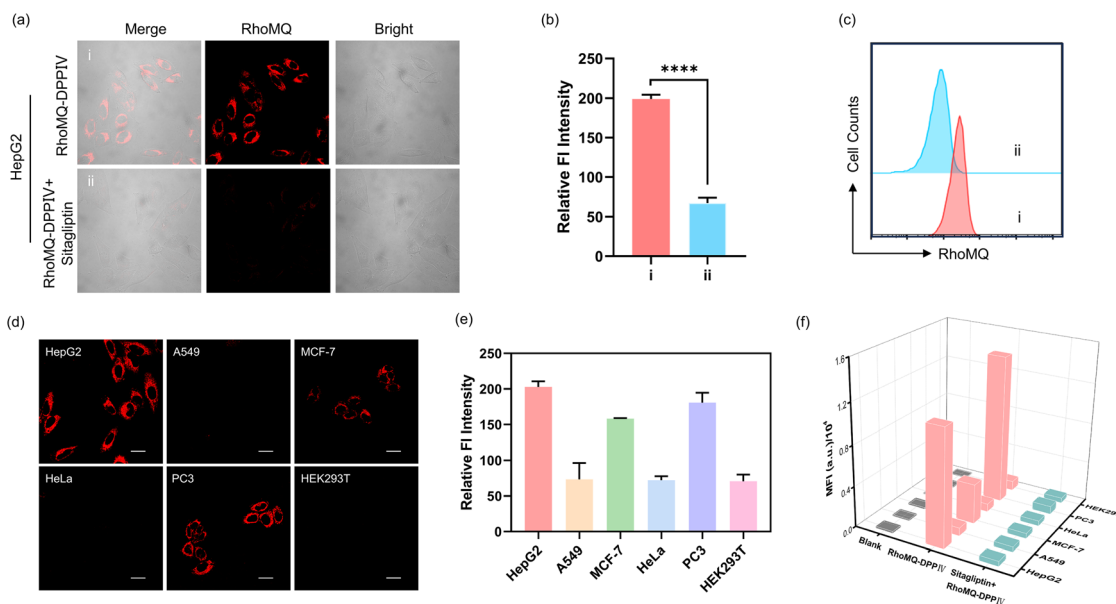 (a)
Merge
RhoMQ
Bright
HepG2
RhoMQ-DPPIV
RhoMQ-DPPIV+
Sitagliptin
i
ii
(b)
Relative FI Intensity
250
200
150
100
50
0
****
i
ii
(c)
Cell Counts
RhoMQ
ii
i
(d)
HepG2
A549
MCF-7
HeLa
PC3
HEK293T
(e)
Relative FI Intensity
250
200
150
100
50
0
HepG2
A549
MCF-7
HeLa
PC3
HEK293T
(f)
MFI (a.u.)/10⁴
1.6
1.2
0.8
0.4
0.0
Blank
RhoMQ-DPPIV
Sitagliptin+
RhoMQ-DPPIV
HepG2
A549
MCF-7
HeLa
PC3
HEK29